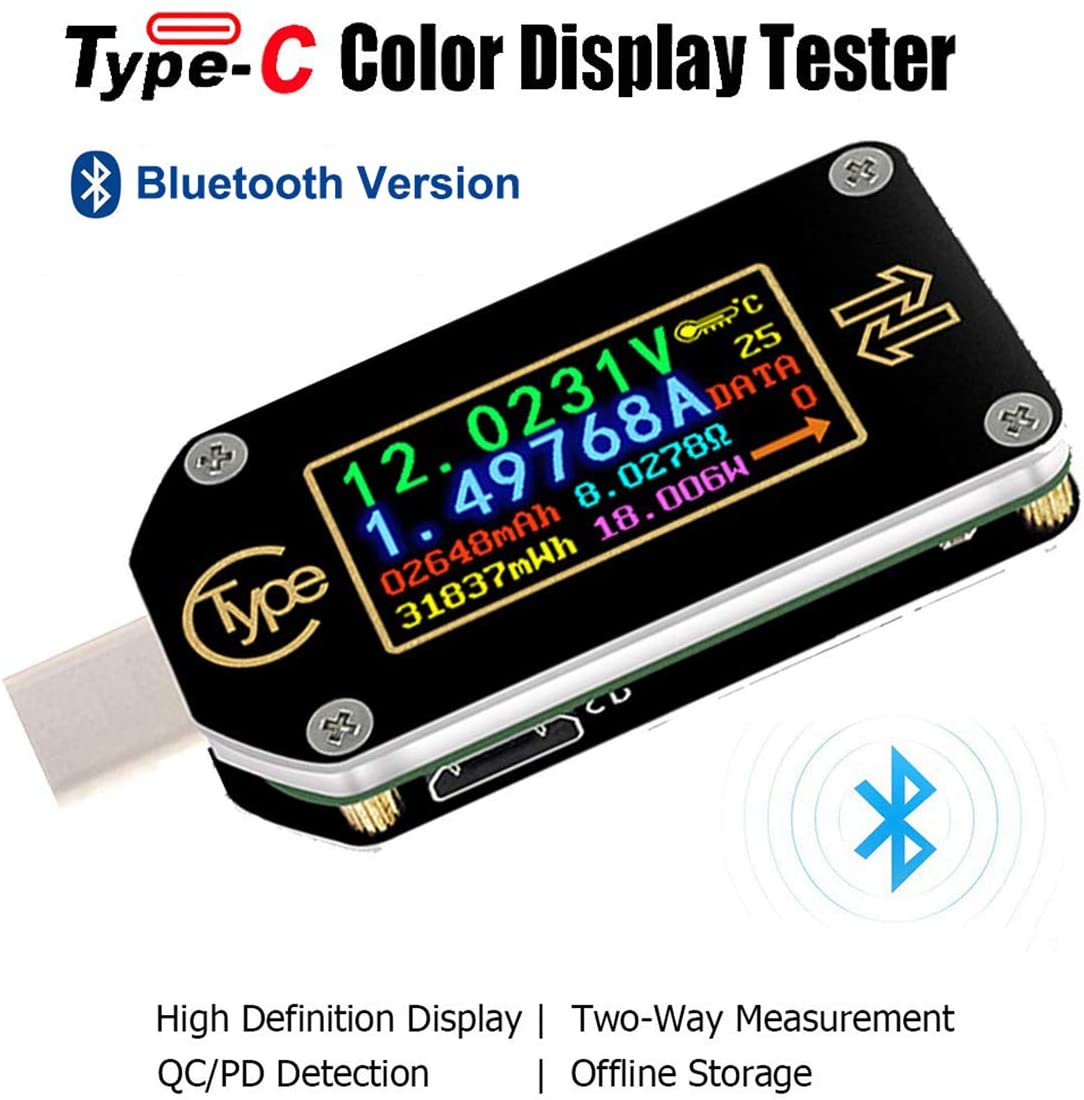 Type-C Color Display Tester
Bluetooth Version
12.0231V
°C
25
1.49768A
DATA
0
02648mAh
8.0278Ω
31837mWh
18.006W
Type C
High Definition Display | Two-Way Measurement
QC/PD Detection | Offline Storage